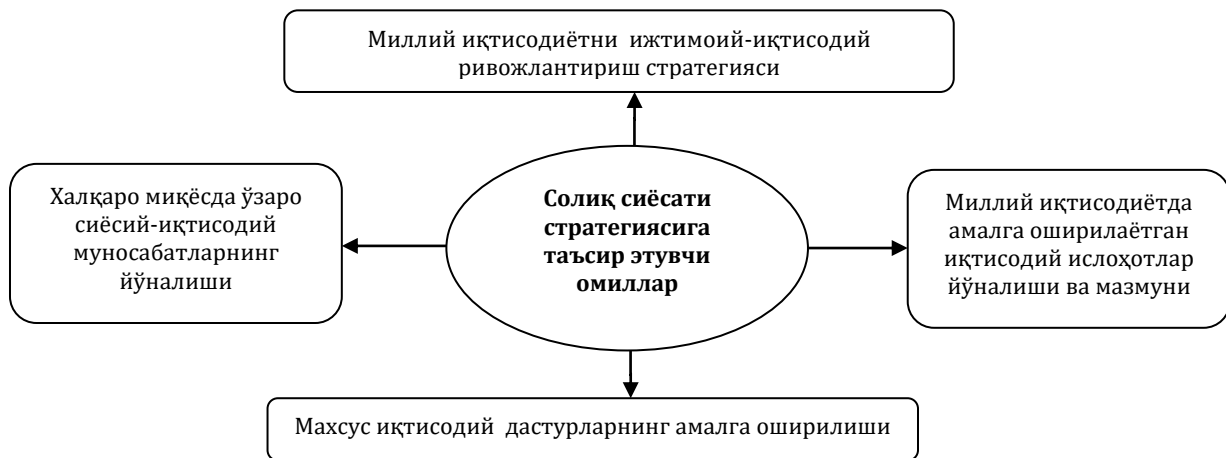 Миллий иқтисодиётни ижтимоий-иқтисодий
ривожлантириш стратегияси
Халқаро миқёсда ўзаро
сиёсий-иқтисодий
муносабатларнинг
йўналиши
Солиқ сиёсати
стратегиясига
таъсир этувчи
омиллар
Миллий иқтисодиётда
амалга оширилаётган
иқтисодий ислоҳотлар
йўналиши ва мазмуни
Махсус иқтисодий дастурларнинг амалга оширилиши